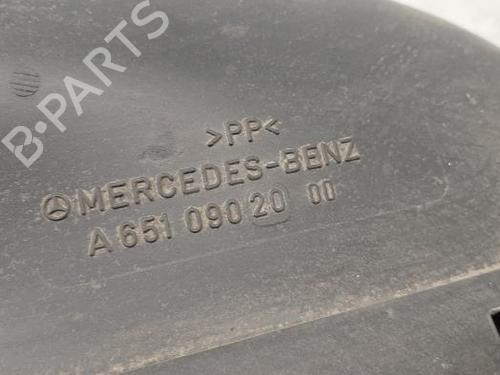 B-PARTS
>PP<
MERCEDES-BENZ
A 651 090 20 00